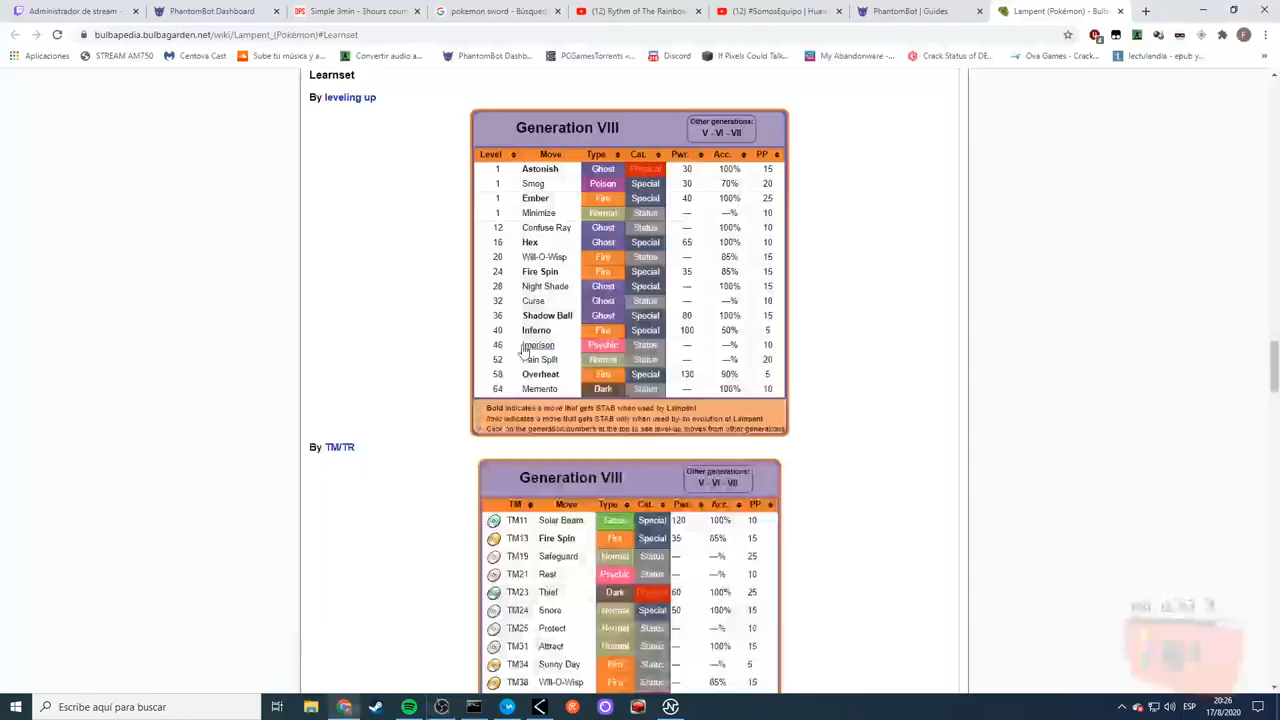 Administrador de stream
PhantomBot Dashboard
Simple 3min - 3hours count
pokemon sword - Búsqued
(12) Rythm of The Rainbow
(12) #SomosEquipo | Huaw
PhantomBot | Guides
Lampent (Pokémon) - Bulb
bulbapedia.bulbagarden.net/wiki/Lampent_(Pokémon)#Learnset
Aplicaciones
STREAM AM750
Centova Cast
Sube tu música y a...
Convertir audio a...
PhantomBot Dashb...
PCGamesTorrents «...
Discord
If Pixels Could Talk...
My Abandonware -...
Crack Status of DE...
Ova Games - Crack...
lectulandia - epub y...
Learnset
By leveling up
Generation VIII
Other generations:
V - VI - VII
Level Move Type Cat. Pwr. Acc. PP
1 Astonish Ghost Physical 30 100% 15
1 Smog Poison Special 30 70% 20
1 Ember Fire Special 40 100% 25
1 Minimize Normal Status — —% 10
12 Confuse Ray Ghost Status — 100% 10
16 Hex Ghost Special 65 100% 10
20 Will-O-Wisp Fire Status — 85% 15
24 Fire Spin Fire Special 35 85% 15
28 Night Shade Ghost Special — 100% 15
32 Curse Ghost Status — —% 10
36 Shadow Ball Ghost Special 80 100% 15
40 Inferno Fire Special 100 50% 5
46 Imprison Psychic Status — —% 10
52 Pain Split Normal Status — —% 20
58 Overheat Fire Special 130 90% 5
64 Memento Dark Status — 100% 10
Bold indicates a move that gets STAB when used by Lampent
Italic indicates a move that gets STAB only when used by an evolution of Lampent
Click on the generation numbers at the top to see level-up moves from other generations
By TM/TR
Generation VIII
Other generations:
V - VI - VII
TM Move Type Cat. Pwr. Acc. PP
TM11 Solar Beam Grass Special 120 100% 10
TM13 Fire Spin Fire Special 35 85% 15
TM19 Safeguard Normal Status — —% 25
TM21 Rest Psychic Status — —% 10
TM23 Thief Dark Physical 60 100% 25
TM24 Snore Normal Special 50 100% 15
TM25 Protect Normal Status — —% 10
TM31 Attract Normal Status — 100% 15
TM34 Sunny Day Fire Status — —% 5
TM38 Will-O-Wisp Fire Status — 85% 15
Escribe aquí para buscar
ESP
20:26
17/8/2020